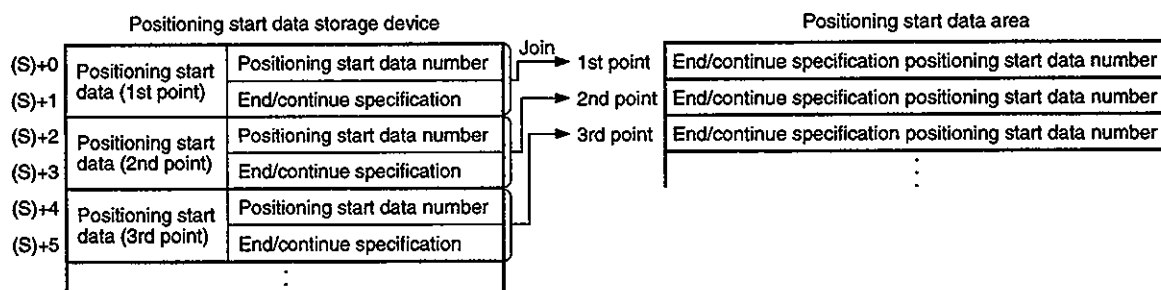 Positioning start data storage device
Positioning start data area
(S)+0
Positioning start data number
Join
1st point
End/continue specification positioning start data number
Positioning start
data (1st point)
(S)+1
End/continue specification
2nd point
End/continue specification positioning start data number
(S)+2
Positioning start data number
3rd point
End/continue specification positioning start data number
Positioning start
data (2nd point)
(S)+3
End/continue specification
(S)+4
Positioning start data number
Positioning start
data (3rd point)
(S)+5
End/continue specification